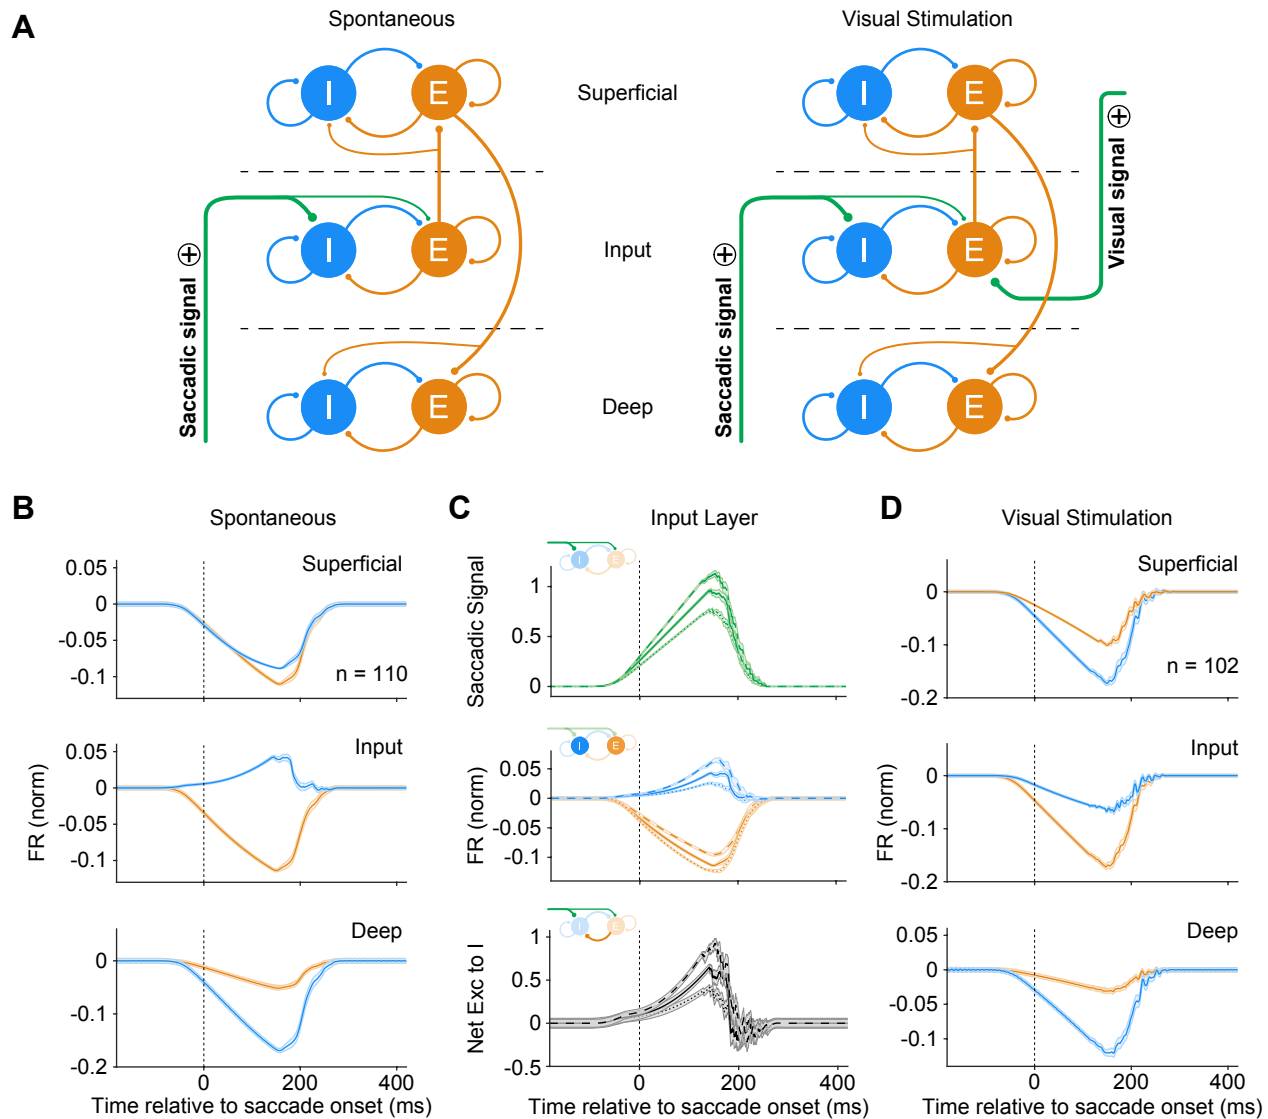 A
Spontaneous
Visual Stimulation
I
E
Superficial
I
E
Saccadic signal +
I
E
Input
Saccadic signal +
I
E
Visual signal +
I
E
Deep
I
E
B
Spontaneous
C
Input Layer
D
Visual Stimulation
Superficial
0.05
0
-0.05
-0.1
n = 110
Input
0.05
0
-0.05
-0.1
FR (norm)
Deep
0
-0.1
-0.2
0
200
400
Time relative to saccade onset (ms)
I
E
Saccadic Signal
1
0.5
0
I
E
FR (norm)
0.05
0
-0.05
-0.1
I
E
Net Exc to I
1
0.5
0
-0.5
0
200
400
Time relative to saccade onset (ms)
Superficial
0
-0.1
-0.2
n = 102
Input
0
-0.1
-0.2
FR (norm)
Deep
0.05
0
-0.05
-0.1
0
200
400
Time relative to saccade onset (ms)